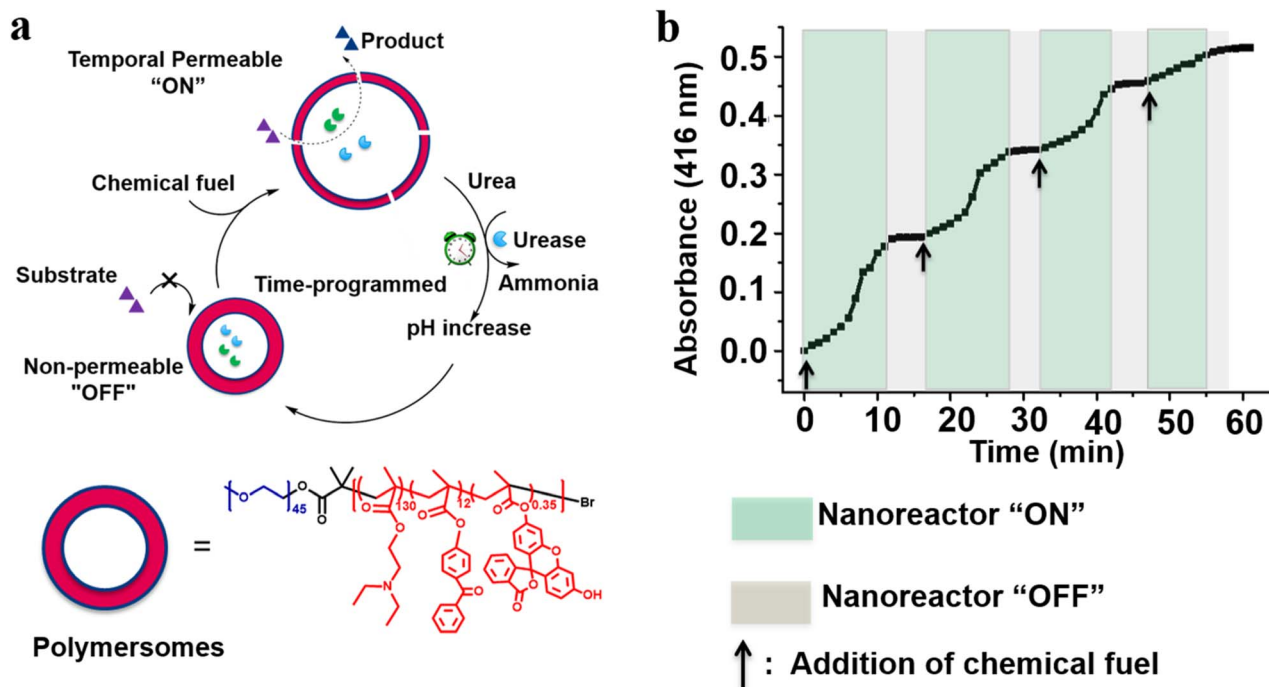 a
Temporal Permeable
“ON”
Product
Chemical fuel
Urea
Urease
Ammonia
Substrate
Time-programmed
pH increase
Non-permeable
"OFF"
Polymersomes
=
O
45
O
O
130
12
0.35
Br
O
O
O
O
O
O
N
O
O
O
O
OH
b
Absorbance (416 nm)
0.5
0.4
0.3
0.2
0.1
0.0
0 10 20 30 40 50 60
Time (min)
Nanoreactor “ON”
Nanoreactor “OFF”
: Addition of chemical fuel